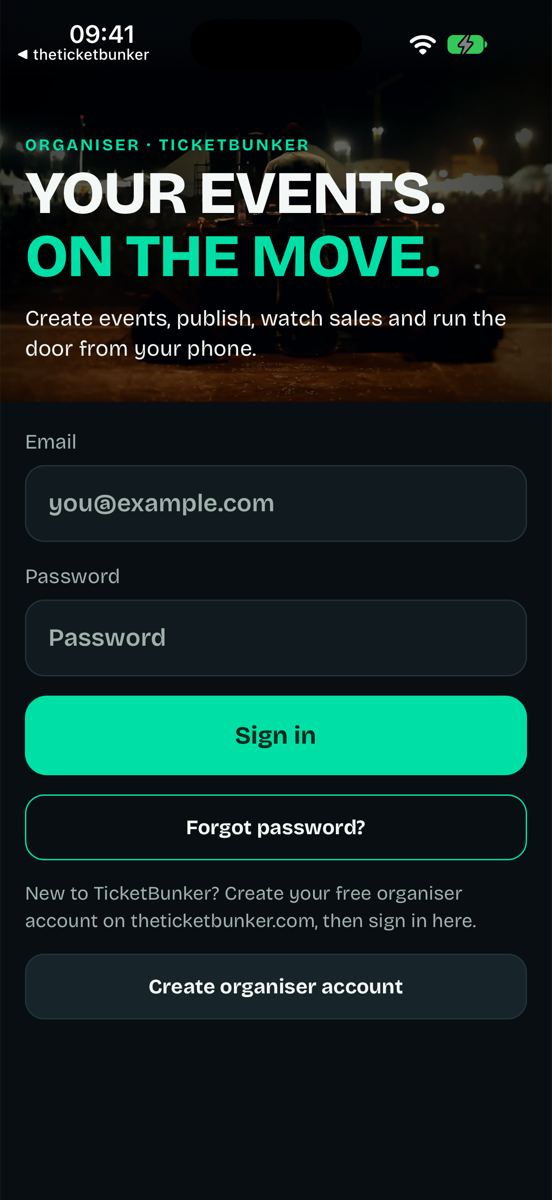 09:41
◀ theticketbunker
ORGANISER · TICKETBUNKER
YOUR EVENTS.
ON THE MOVE.
Create events, publish, watch sales and run the
door from your phone.
Email
you@example.com
Password
Password
Sign in
Forgot password?
New to TicketBunker? Create your free organiser
account on theticketbunker.com, then sign in here.
Create organiser account